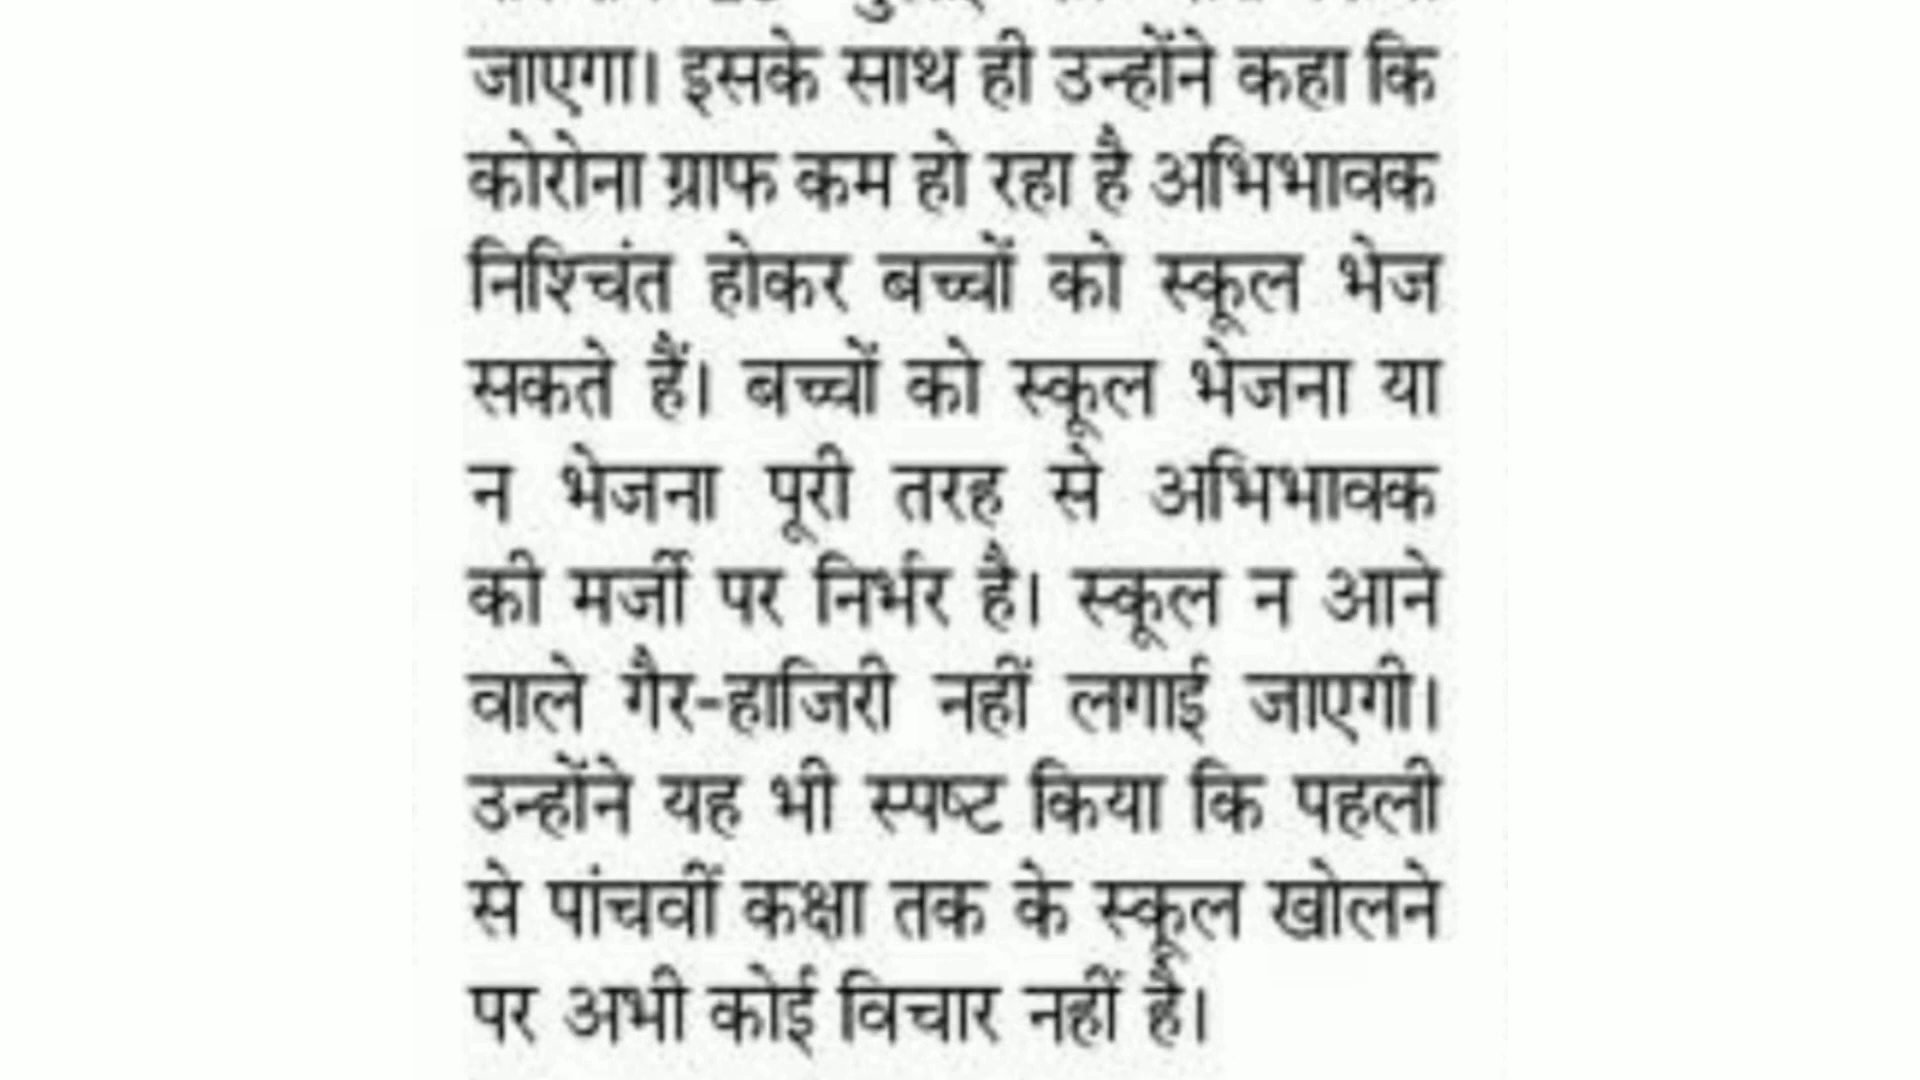 जाएगा। इसके साथ ही उन्होंने कहा कि
कोरोना ग्राफ कम हो रहा है अभिभावक
निश्चिंत होकर बच्चों को स्कूल भेज
सकते हैं। बच्चों को स्कूल भेजना या
न भेजना पूरी तरह से अभिभावक
की मर्जी पर निर्भर है। स्कूल न आने
वाले गैर-हाजिरी नहीं लगाई जाएगी।
उन्होंने यह भी स्पष्ट किया कि पहली
से पांचवीं कक्षा तक के स्कूल खोलने
पर अभी कोई विचार नहीं है।